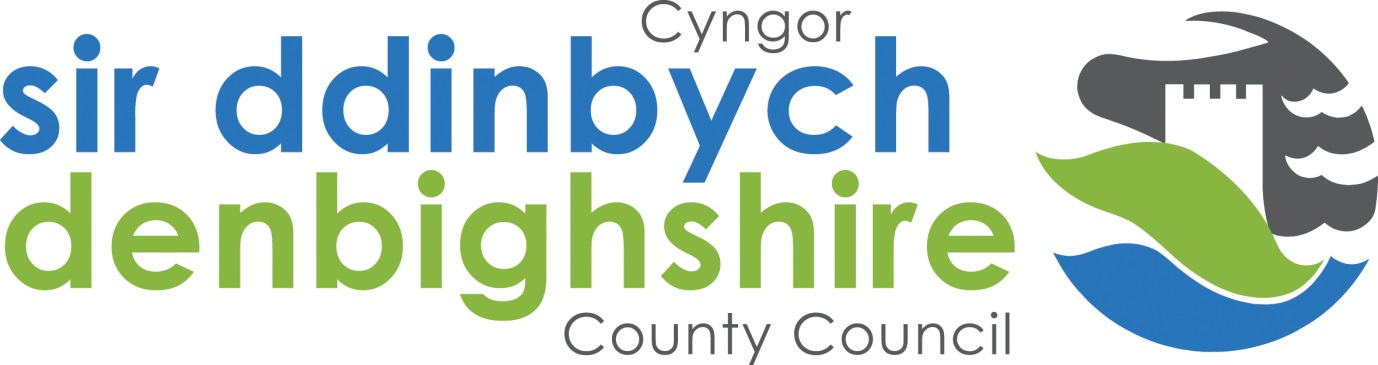 Cyngor
sir ddinbych
denbighshire
County Council